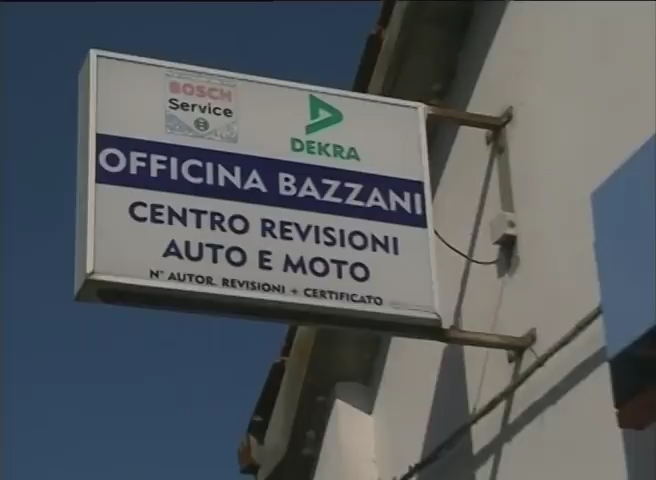 BOSCH
Service
DEKRA
OFFICINA BAZZANI
CENTRO REVISIONI
AUTO E MOTO
N° AUTOR. REVISIONI + CERTIFICATO